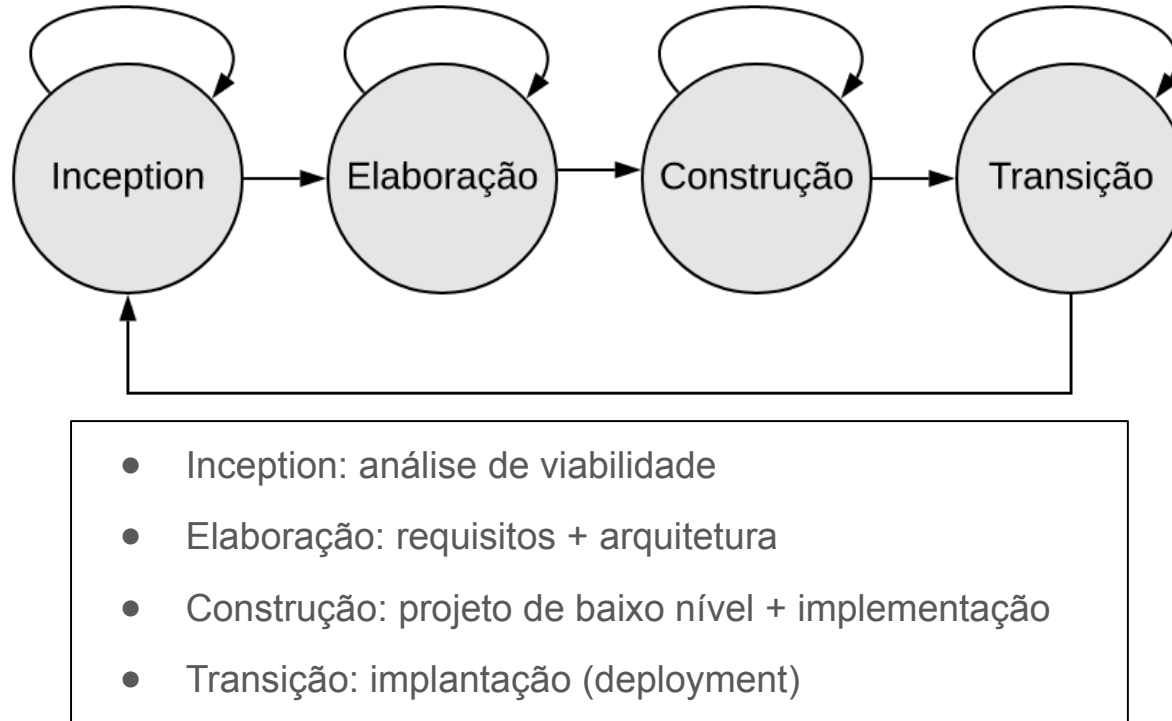 Inception
Elaboração
Construção
Transição
● Inception: análise de viabilidade
● Elaboração: requisitos + arquitetura
● Construção: projeto de baixo nível + implementação
● Transição: implantação (deployment)